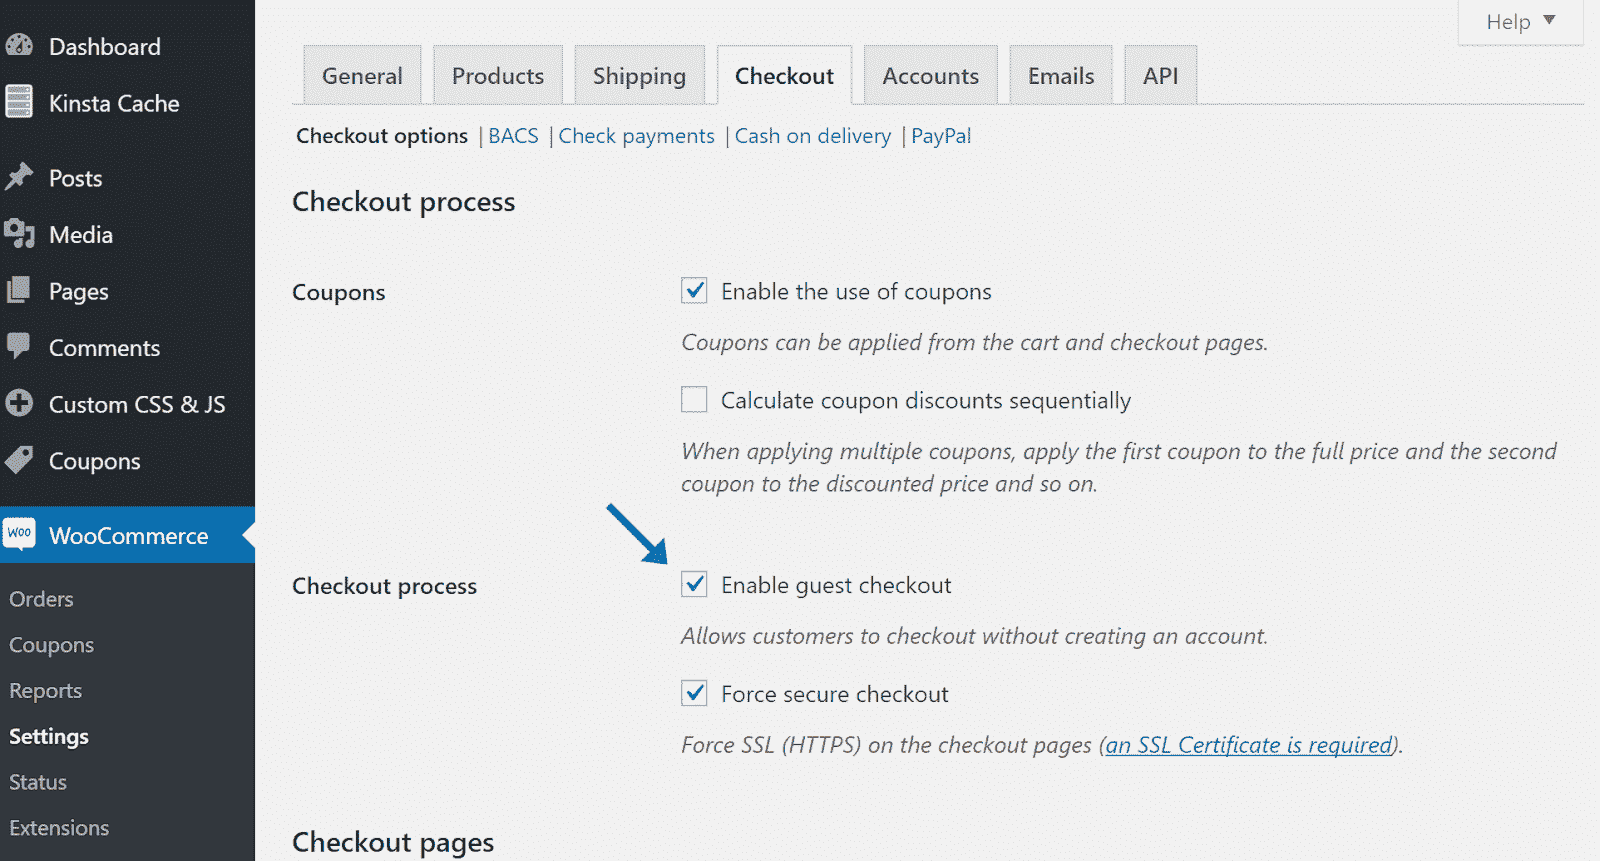 Help
Dashboard
Kinsta Cache
Posts
Media
Pages
Comments
Custom CSS & JS
Coupons
Woo WooCommerce
Orders
Coupons
Reports
Settings
Status
Extensions
General Products Shipping Checkout Accounts Emails API
Checkout options | BACS | Check payments | Cash on delivery | PayPal
Checkout process
Coupons
Enable the use of coupons
Coupons can be applied from the cart and checkout pages.
Calculate coupon discounts sequentially
When applying multiple coupons, apply the first coupon to the full price and the second
coupon to the discounted price and so on.
Checkout process
Enable guest checkout
Allows customers to checkout without creating an account.
Force secure checkout
Force SSL (HTTPS) on the checkout pages (an SSL Certificate is required).
Checkout pages